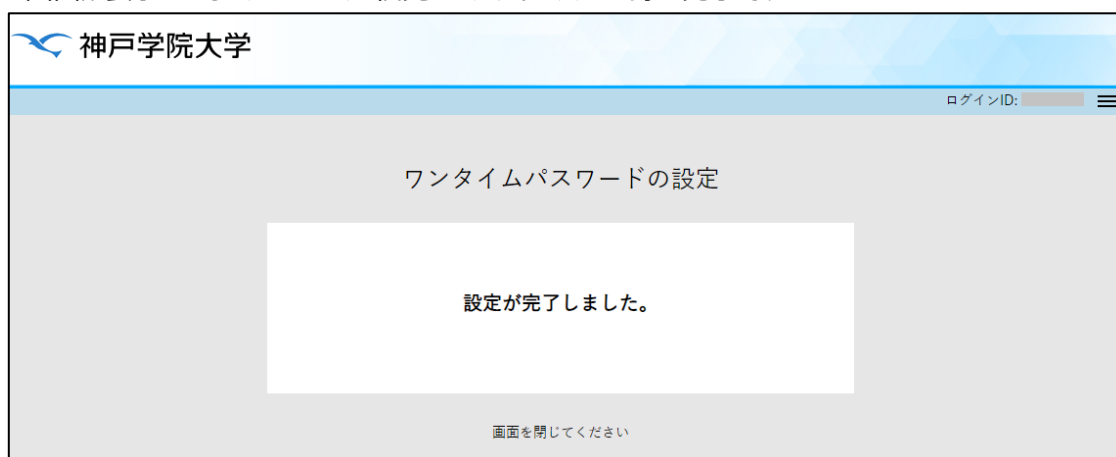 神戸学院大学
ログインID:
ワンタイムパスワードの設定
設定が完了しました。
画面を閉じてください